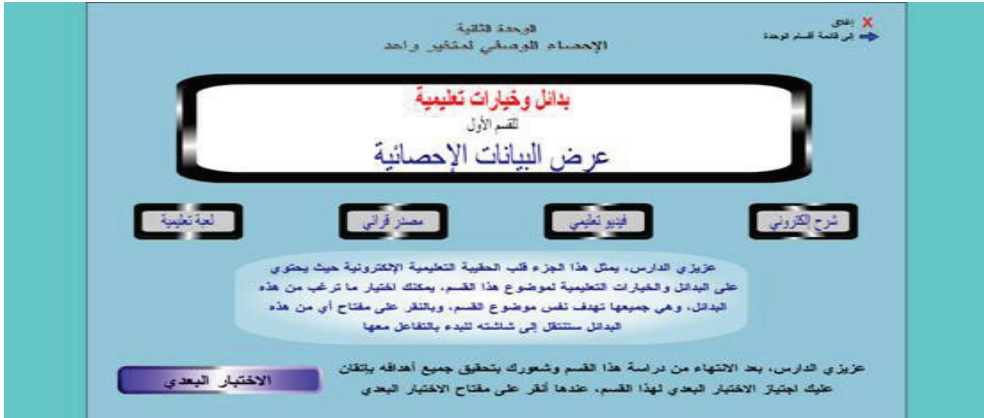 إغلاق
إلى قائمة أقسام الوحدة
الوحدة الثانية
الإحصاء الوصفي لمتغير واحد
بدائل وخيارات تعليمية
للقسم الأول
عرض البيانات الإحصائية
شرح إلكتروني
فيديو تعليمي
مصدر قرائي
لعبة تعليمية
عزيزي الدارس، يمثل هذا الجزء قلب الحقيبة التعليمية الإلكترونية حيث يحتوي
على البدائل والخيارات التعليمية لموضوع هذا القسم، يمكنك اختيار ما ترغب من هذه
البدائل، وهي جميعها تهدف نفس موضوع القسم، وبالنقر على مفتاح أي من هذه
البدائل ستنتقل إلى شاشته للبدء بالتفاعل معها
عزيزي الدارس، بعد الانتهاء من دراسة هذا القسم وشعورك بتحقيق جميع أهدافه بإتقان
عليك اجتياز الاختبار البعدي لهذا القسم، عندها أنقر على مفتاح الاختبار البعدي
الاختبار البعدي